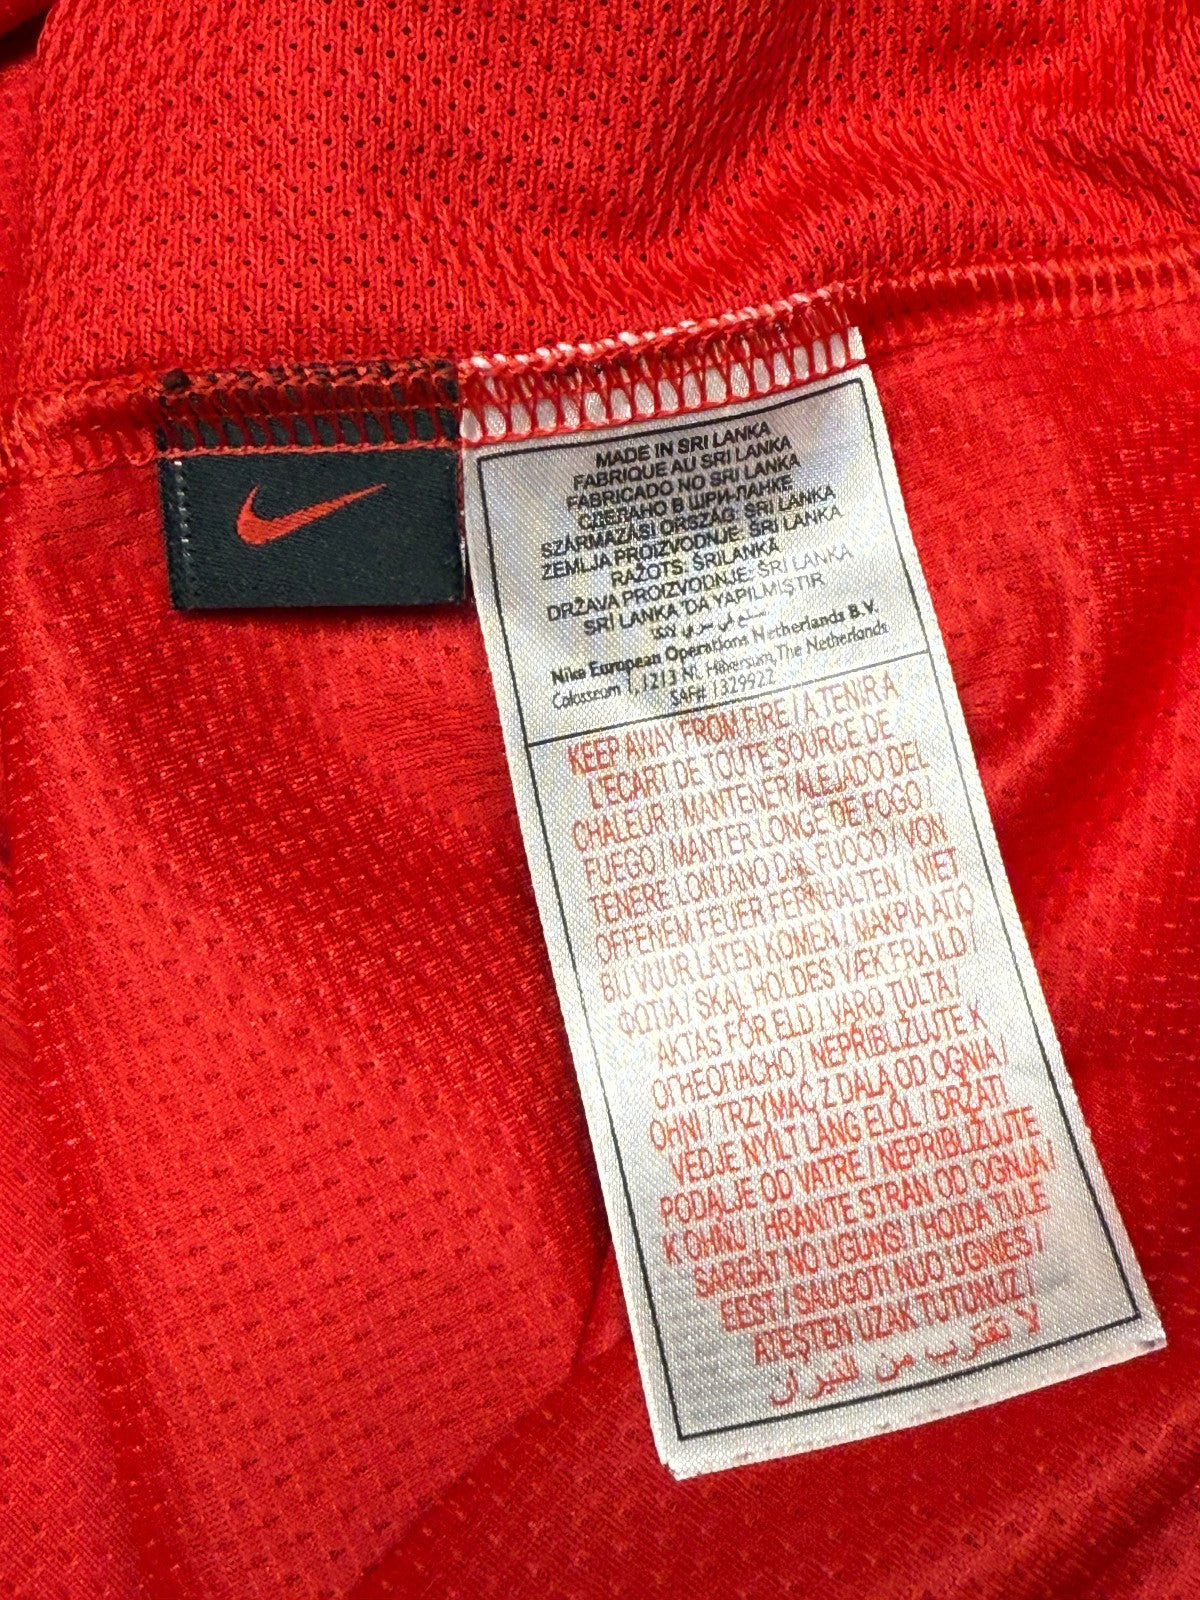 MADE IN SRI LANKA
FABRIQUE AU SRI LANKA
FABRICADO NO SRI LANKA
СДЕЛАНО В ШРИ-ЛАНКЕ
SZÁRMAZÁSI ORSZÁG: SRI LANKA
ZEMLJA PROIZVODNJE: ŠRI LANKA
RAŽOTS: ŠRILANKA
DRŽAVA PROIZVODNJE: ŠRI LANKA
SRİ LANKA 'DA YAPILMIŞTIR
صنع في سري لانكا
Nike European Operations Netherlands B.V.
Colosseum 1, 1213 NL Hilversum, The Netherlands
SAF# 1329922
KEEP AWAY FROM FIRE / A TENIR A
L'ECART DE TOUTE SOURCE DE
CHALEUR / MANTENER ALEJADO DEL
FUEGO / MANTER LONGE DE FOGO /
TENERE LONTANO DAL FUOCO / VON
OFFENEM FEUER FERNHALTEN / NIET
BIJ VUUR LATEN KOMEN / ΜΑΚΡΙΑ ΑΠΟ
ΦΩΤΙΑ / SKAL HOLDES VÆK FRA ILD /
AKTAS FÖR ELD / VARO TULTA /
ОГНЕОПАСНО / NEPŘIBLIŽUJTE K
OHNI / TRZYMAĆ Z DALA OD OGNIA /
VEDJE NYÍLT LÁNG ELŐL / DRŽATI
PODALJE OD VATRE / NEPRIBLIŽUJTE
K OHŇU / HRANITE STRAN OD OGNJA /
SARGĀT NO UGUNS! / HOIDA TULE
EEST / SAUGOTI NUO UGNIES /
ATEŞTEN UZAK TUTUNUZ /
لا تقترب من النيران